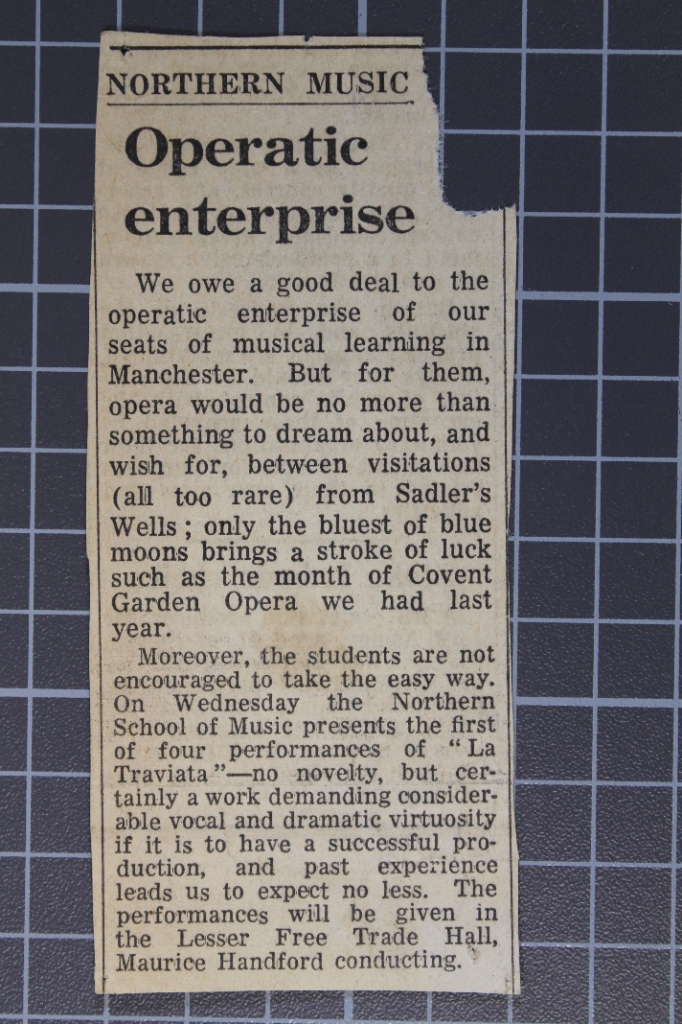 NORTHERN MUSIC
Operatic
enterprise
We owe a good deal to the
operatic enterprise of our
seats of musical learning in
Manchester. But for them,
opera would be no more than
something to dream about, and
wish for, between visitations
(all too rare) from Sadler's
Wells; only the bluest of blue
moons brings a stroke of luck
such as the month of Covent
Garden Opera we had last
year.
Moreover, the students are not
encouraged to take the easy way.
On Wednesday the Northern
School of Music presents the first
of four performances of "La
Traviata"—no novelty, but cer-
tainly a work demanding consider-
able vocal and dramatic virtuosity
if it is to have a successful pro-
duction, and past experience
leads us to expect no less. The
performances will be given in
the Lesser Free Trade Hall,
Maurice Handford conducting.